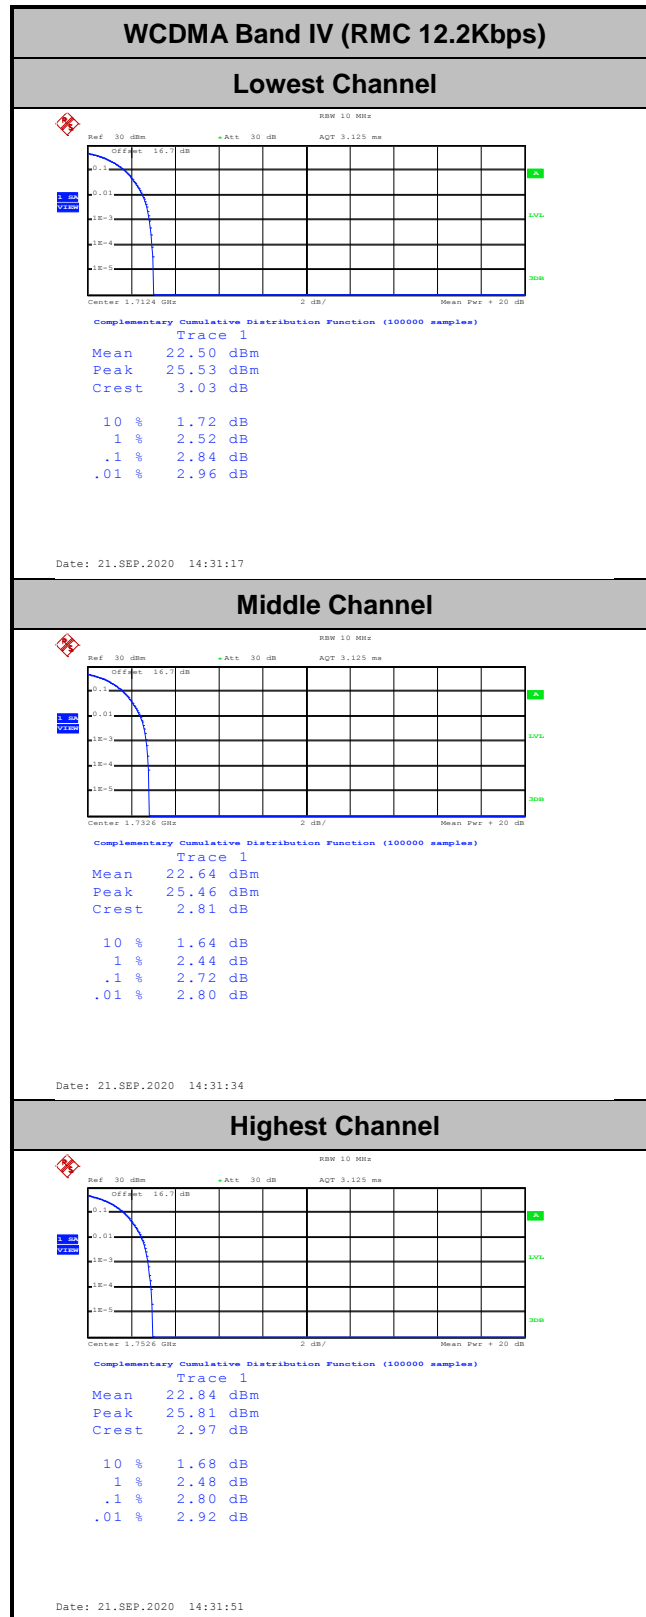 WCDMA Band IV (RMC 12.2Kbps)
Lowest Channel
RBW 10 MHz
Ref 30 dBm *Att 30 dB AQT 3.125 ms
Offset 16.7 dB
0.1
A
0.01
1 SA
VIEW
1E-3
LVL
1E-4
1E-5
3DB
Center 1.7124 GHz 2 dB/ Mean Pwr + 20 dB
Complementary Cumulative Distribution Function (100000 samples)
Trace 1
Mean 22.50 dBm
Peak 25.53 dBm
Crest 3.03 dB
10 % 1.72 dB
1 % 2.52 dB
.1 % 2.84 dB
.01 % 2.96 dB
Date: 21.SEP.2020 14:31:17
Middle Channel
RBW 10 MHz
Ref 30 dBm *Att 30 dB AQT 3.125 ms
Offset 16.7 dB
0.1
A
0.01
1 SA
VIEW
1E-3
LVL
1E-4
1E-5
3DB
Center 1.7326 GHz 2 dB/ Mean Pwr + 20 dB
Complementary Cumulative Distribution Function (100000 samples)
Trace 1
Mean 22.64 dBm
Peak 25.46 dBm
Crest 2.81 dB
10 % 1.64 dB
1 % 2.44 dB
.1 % 2.72 dB
.01 % 2.80 dB
Date: 21.SEP.2020 14:31:34
Highest Channel
RBW 10 MHz
Ref 30 dBm *Att 30 dB AQT 3.125 ms
Offset 16.7 dB
0.1
A
0.01
1 SA
VIEW
1E-3
LVL
1E-4
1E-5
3DB
Center 1.7526 GHz 2 dB/ Mean Pwr + 20 dB
Complementary Cumulative Distribution Function (100000 samples)
Trace 1
Mean 22.84 dBm
Peak 25.81 dBm
Crest 2.97 dB
10 % 1.68 dB
1 % 2.48 dB
.1 % 2.80 dB
.01 % 2.92 dB
Date: 21.SEP.2020 14:31:51